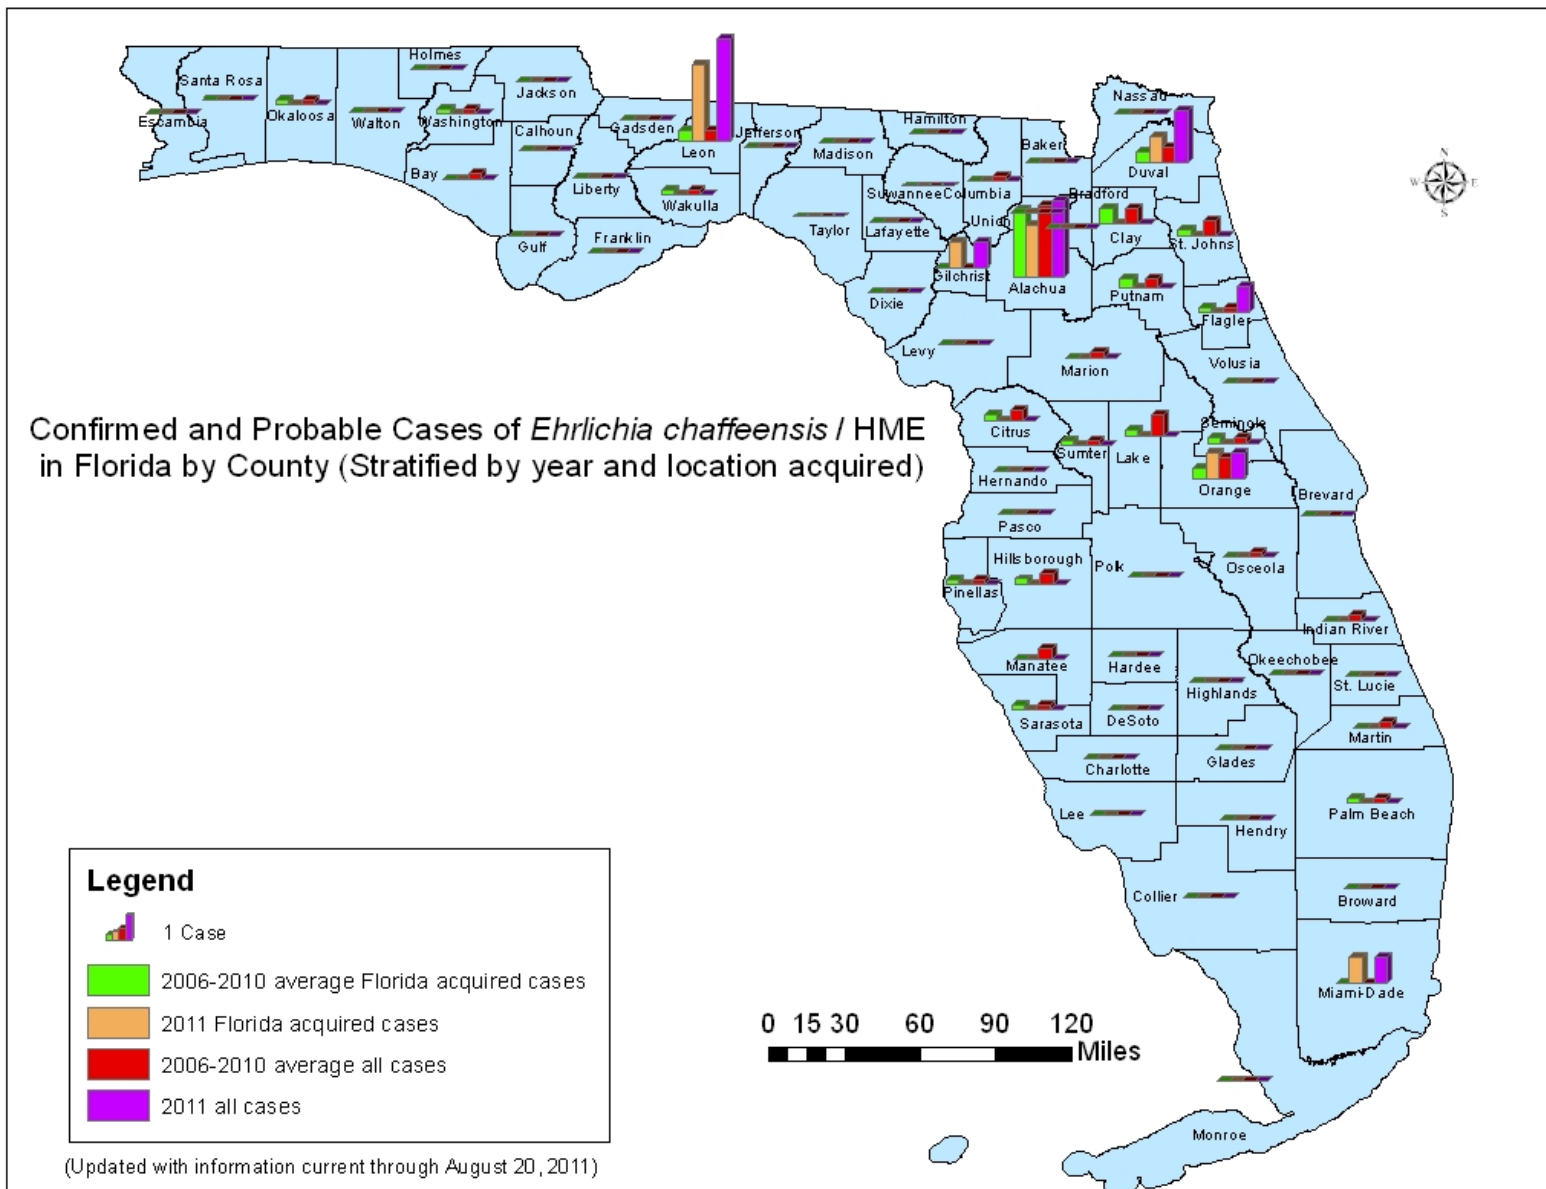 Holmes
Nassau
Santa Rosa
Jackson
Escambia
Okaloosa
Walton
Washington
Calhoun
Gadsden
Leon
Jefferson
Madison
Hamilton
Baker
Duval
Bay
Liberty
Wakulla
Suwannee
Columbia
Bradford
Union
Clay
St. Johns
Gulf
Franklin
Taylor
Lafayette
Gilchrist
Alachua
Putnam
Dixie
Flagler
Levy
Marion
Volusia
Confirmed and Probable Cases of Ehrlichia chaffeensis / HME
in Florida by County (Stratified by year and location acquired)
Citrus
Sumter
Lake
Seminole
Orange
Hernando
Brevard
Pasco
Hillsborough
Polk
Osceola
Pinellas
Indian River
Manatee
Hardee
Okeechobee
Highlands
St. Lucie
Sarasota
DeSoto
Martin
Charlotte
Glades
Lee
Hendry
Palm Beach
Collier
Broward
Miami-Dade
Monroe
N
W
E
S
Legend
1 Case
2006-2010 average Florida acquired cases
2011 Florida acquired cases
2006-2010 average all cases
2011 all cases
(Updated with information current through August 20, 2011)
0 15 30 60 90 120
Miles